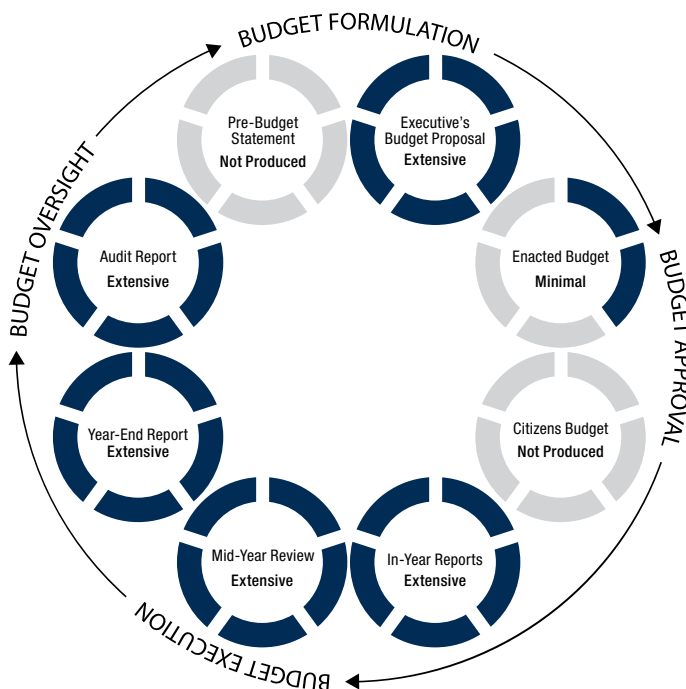 BUDGET FORMULATION
Pre-Budget
Statement
Not Produced
Executive's
Budget Proposal
Extensive
BUDGET APPROVAL
Enacted Budget
Minimal
Citizens Budget
Not Produced
BUDGET EXECUTION
In-Year Reports
Extensive
Mid-Year Review
Extensive
Year-End Report
Extensive
BUDGET OVERSIGHT
Audit Report
Extensive